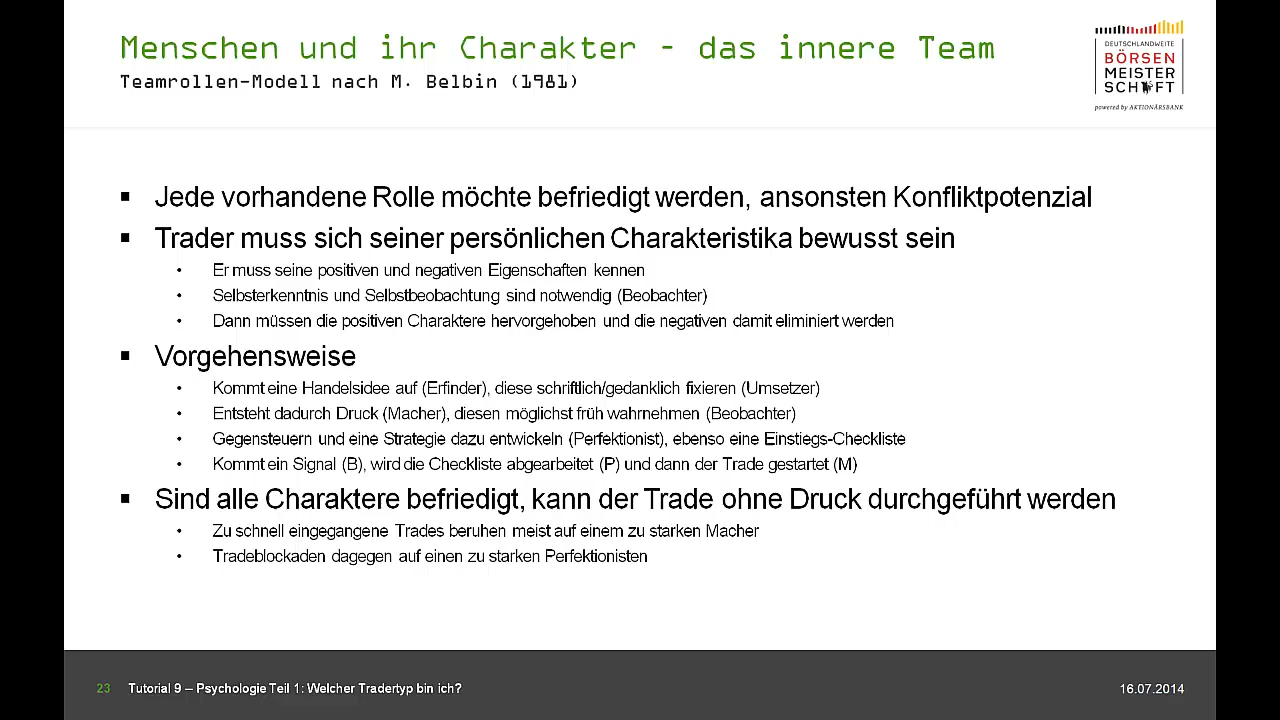 Menschen und ihr Charakter - das innere Team
Teamrollen-Modell nach M. Belbin (1981)
DEUTSCHLANDWEITE
BÖRSEN
MEISTER
SCHAFT
powered by AKTIONÄRSBANK
▪ Jede vorhandene Rolle möchte befriedigt werden, ansonsten Konfliktpotenzial
▪ Trader muss sich seiner persönlichen Charakteristika bewusst sein
• Er muss seine positiven und negativen Eigenschaften kennen
• Selbsterkenntnis und Selbstbeobachtung sind notwendig (Beobachter)
• Dann müssen die positiven Charaktere hervorgehoben und die negativen damit eliminiert werden
▪ Vorgehensweise
• Kommt eine Handelsidee auf (Erfinder), diese schriftlich/gedanklich fixieren (Umsetzer)
• Entsteht dadurch Druck (Macher), diesen möglichst früh wahrnehmen (Beobachter)
• Gegensteuern und eine Strategie dazu entwickeln (Perfektionist), ebenso eine Einstiegs-Checkliste
• Kommt ein Signal (B), wird die Checkliste abgearbeitet (P) und dann der Trade gestartet (M)
▪ Sind alle Charaktere befriedigt, kann der Trade ohne Druck durchgeführt werden
• Zu schnell eingegangene Trades beruhen meist auf einem zu starken Macher
• Tradeblockaden dagegen auf einen zu starken Perfektionisten
23 Tutorial 9 – Psychologie Teil 1: Welcher Tradertyp bin ich? 16.07.2014